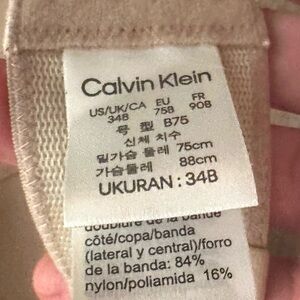 Calvin Klein
US/UK/CA EU FR
34B 75B 90B
号 型 B75
신체 치수
밑가슴 둘레 75cm
가슴둘레 88cm
UKURAN : 34B
doublure de la bande
côté/copa/banda
(lateral y central)/forro
de la banda: 84%
nylon/poliamida 16%